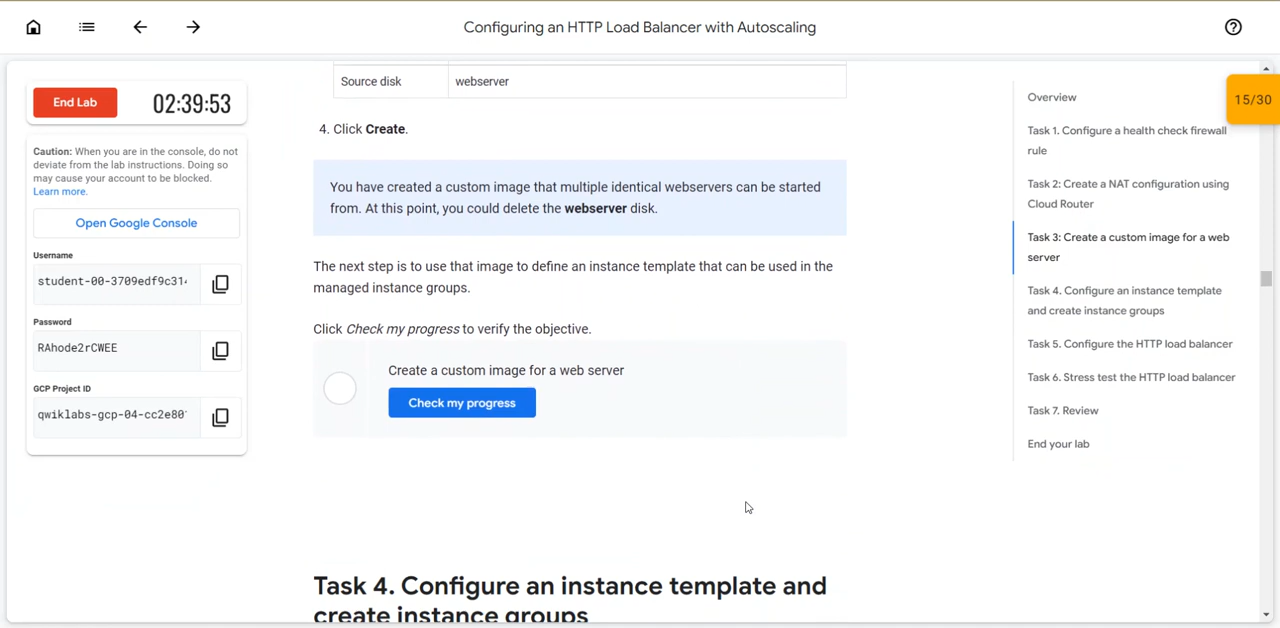 Configuring an HTTP Load Balancer with Autoscaling
End Lab
02:39:53
Caution: When you are in the console, do not
deviate from the lab instructions. Doing so
may cause your account to be blocked.
Learn more.
Open Google Console
Username
student-00-3709edf9c314
Password
RAhode2rCWEE
GCP Project ID
qwiklabs-gcp-04-cc2e80
Source disk webserver
4. Click Create.
You have created a custom image that multiple identical webservers can be started
from. At this point, you could delete the webserver disk.
The next step is to use that image to define an instance template that can be used in the
managed instance groups.
Click Check my progress to verify the objective.
Create a custom image for a web server
Check my progress
Task 4. Configure an instance template and
create instance groups
Overview
Task 1. Configure a health check firewall
rule
Task 2: Create a NAT configuration using
Cloud Router
Task 3: Create a custom image for a web
server
Task 4. Configure an instance template
and create instance groups
Task 5. Configure the HTTP load balancer
Task 6. Stress test the HTTP load balancer
Task 7. Review
End your lab
15/30